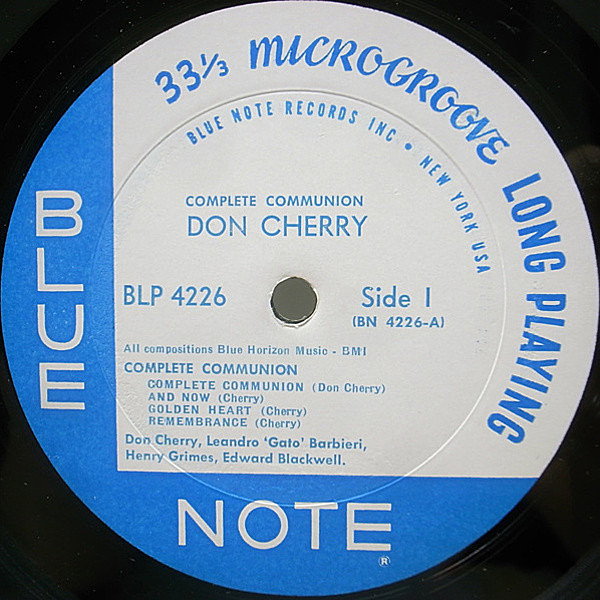 33⅓ MICROGROOVE LONG PLAYING
BLUE NOTE RECORDS INC • NEW YORK USA
COMPLETE COMMUNION
DON CHERRY
BLP 4226
Side 1
(BN 4226-A)
All compositions Blue Horizon Music - BMI
COMPLETE COMMUNION
COMPLETE COMMUNION (Don Cherry)
AND NOW (Cherry)
GOLDEN HEART (Cherry)
REMEMBRANCE (Cherry)
Don Cherry, Leandro 'Gato' Barbieri,
Henry Grimes, Edward Blackwell.
BLUE
NOTE
®